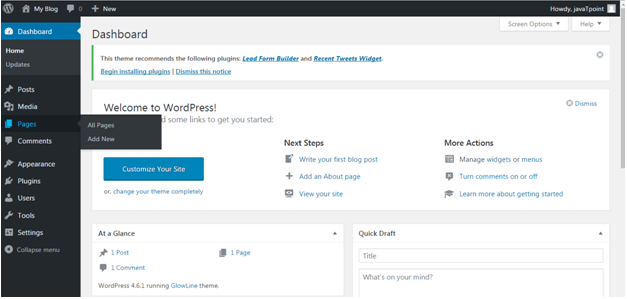 My Blog 0 New Howdy, javaTpoint
Dashboard
Home
Updates
Posts
Media
Pages
All Pages
Add New
Comments
Appearance
Plugins
Users
Tools
Settings
Collapse menu
Screen Options Help
Dashboard
This theme recommends the following plugins: Lead Form Builder and Recent Tweets Widget.
Begin installing plugins | Dismiss this notice
Welcome to WordPress!
Dismiss
d some links to get you started:
Customize Your Site
or, change your theme completely
Next Steps
Write your first blog post
Add an About page
View your site
More Actions
Manage widgets or menus
Turn comments on or off
Learn more about getting started
At a Glance
1 Post 1 Page
1 Comment
WordPress 4.6.1 running GlowLine theme.
Quick Draft
Title
What's on your mind?